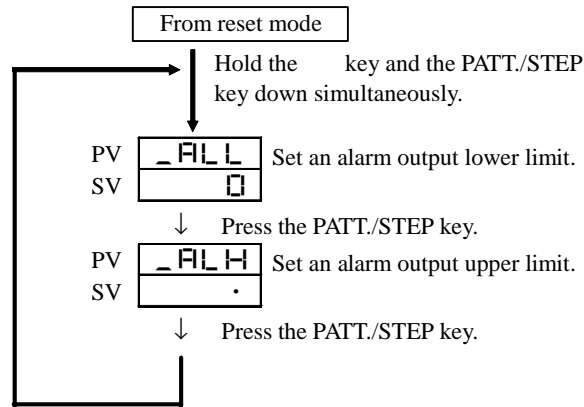 From reset mode
Hold the key and the PATT./STEP
key down simultaneously.
PV _ALL Set an alarm output lower limit.
SV 0
↓ Press the PATT./STEP key.
PV _ALH Set an alarm output upper limit.
SV ·
↓ Press the PATT./STEP key.